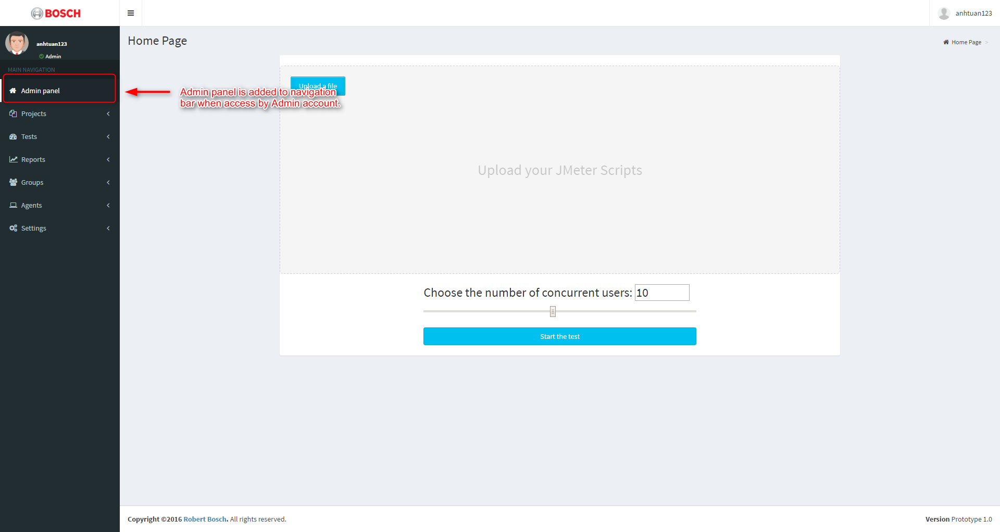 BOSCH
anhtuan123
anhtuan123
Admin
Home Page
Home Page >
MAIN NAVIGATION
Admin panel
Projects
Tests
Reports
Groups
Agents
Settings
Upload a file
Admin panel is added to navigation
bar when access by Admin account.
Upload your JMeter Scripts
Choose the number of concurrent users: 10
Start the test
Copyright ©2016 Robert Bosch. All rights reserved.
Version Prototype 1.0